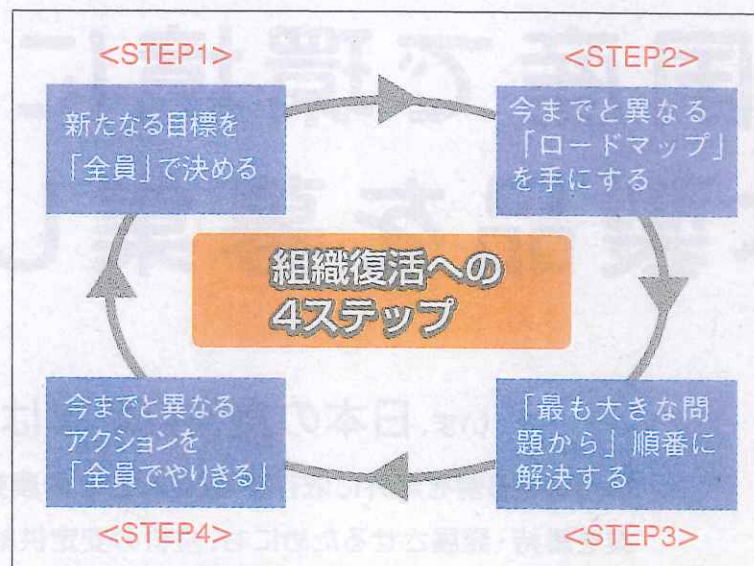 <STEP1>
新たなる目標を
「全員」で決める
<STEP2>
今までと異なる
「ロードマップ」
を手にする
組織復活への
4ステップ
「最も大きな問
題から」順番に
解決する
<STEP3>
今までと異なる
アクションを
「全員でやりきる」
<STEP4>